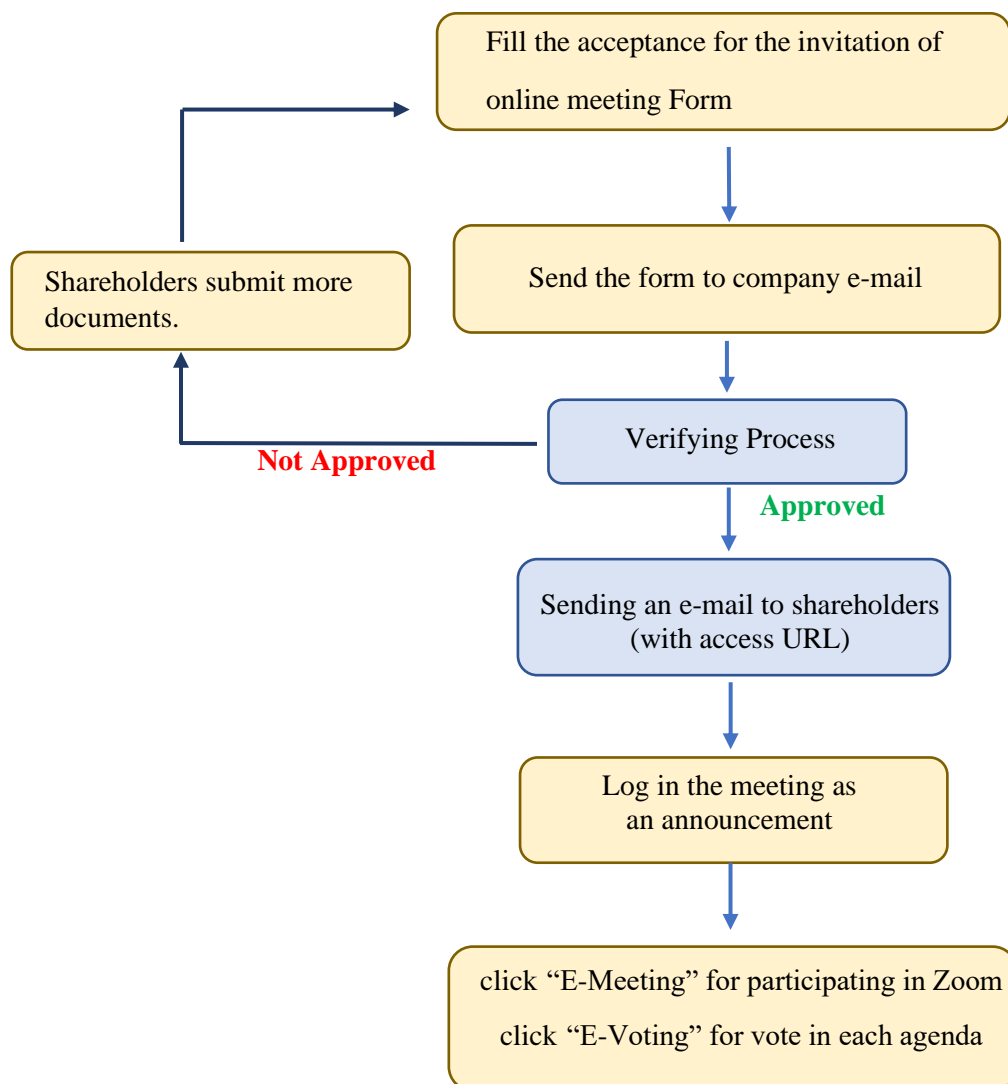 Fill the acceptance for the invitation of
online meeting Form
Shareholders submit more
documents.
Send the form to company e-mail
Verifying Process
Not Approved
Approved
Sending an e-mail to shareholders
(with access URL)
Log in the meeting as
an announcement
click “E-Meeting” for participating in Zoom
click “E-Voting” for vote in each agenda